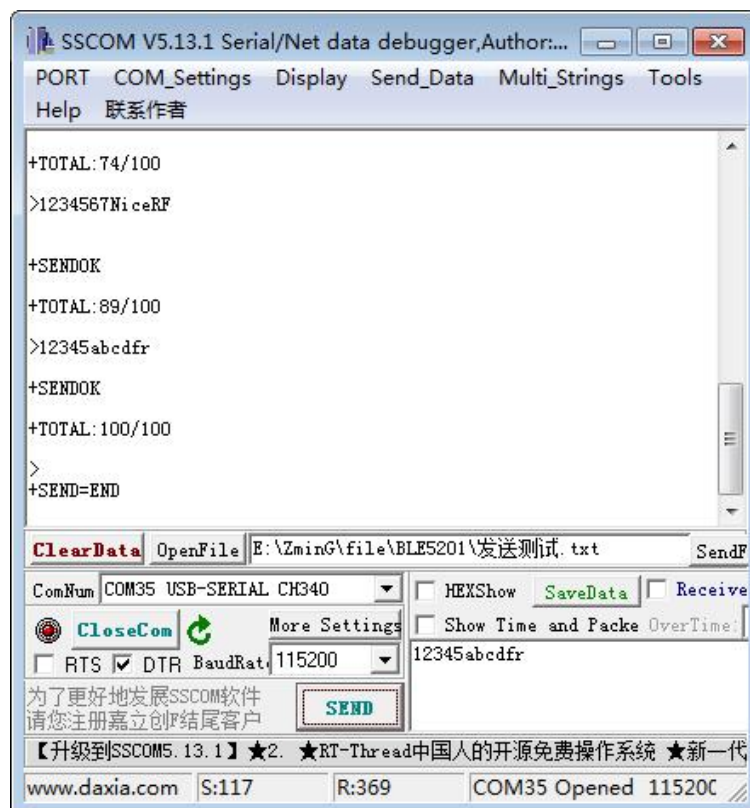 SSCOM V5.13.1 Serial/Net data debugger,Author:...
PORT COM_Settings Display Send_Data Multi_Strings Tools
Help 联系作者
+TOTAL:74/100
>1234567NiceRF
+SENDOK
+TOTAL:89/100
>12345abcdfr
+SENDOK
+TOTAL:100/100
>
+SEND=END
ClearData OpenFile E:\ZminG\file\BLE5201\发送测试.txt SendF
ComNum COM35 USB-SERIAL CH340 HEXShow SaveData Receive
CloseCom More Settings Show Time and Packe OverTime:
RTS DTR BaudRat 115200 12345abcdfr
为了更好地发展SSCOM软件
请您注册嘉立创F结尾客户 SEND
【升级到SSCOM5.13.1】★2. ★RT-Thread中国人的开源免费操作系统 ★新一代
www.daxia.com S:117 R:369 COM35 Opened 115200